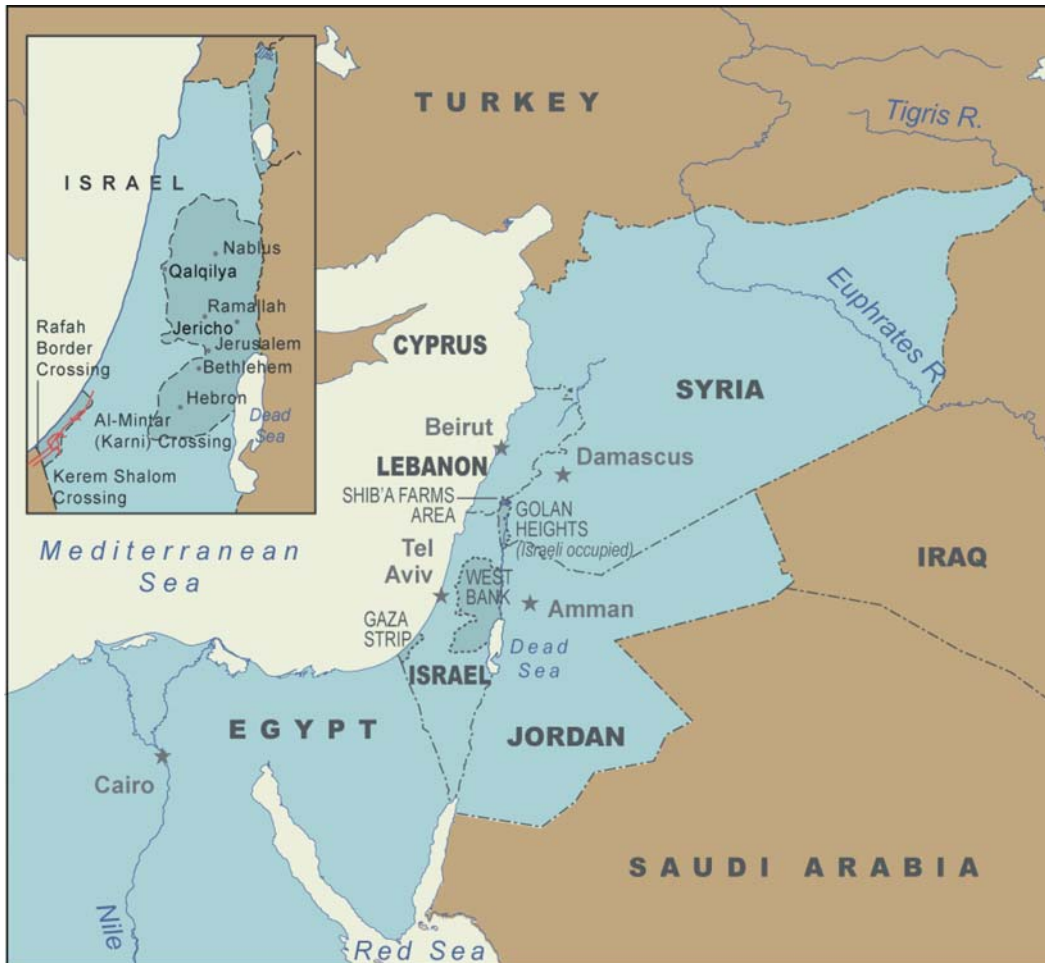 TURKEY
Tigris R.
ISRAEL
Nablus
Qalqilya
Ramallah
Jericho
Jerusalem
Bethlehem
Hebron
Rafah
Border
Crossing
Al-Mintar
(Karni) Crossing)
Dead
Sea
Kerem Shalom
Crossing
CYPRUS
Euphrates R.
SYRIA
Beirut
LEBANON
Damascus
SHIB'A FARMS
AREA
GOLAN
HEIGHTS
(Israeli occupied)
Mediterranean
Sea
Tel
Aviv
WEST
BANK
IRAQ
Amman
GAZA
STRIP
Dead
Sea
ISRAEL
EGYPT
JORDAN
Cairo
SAUDI ARABIA
Nile
Red Sea